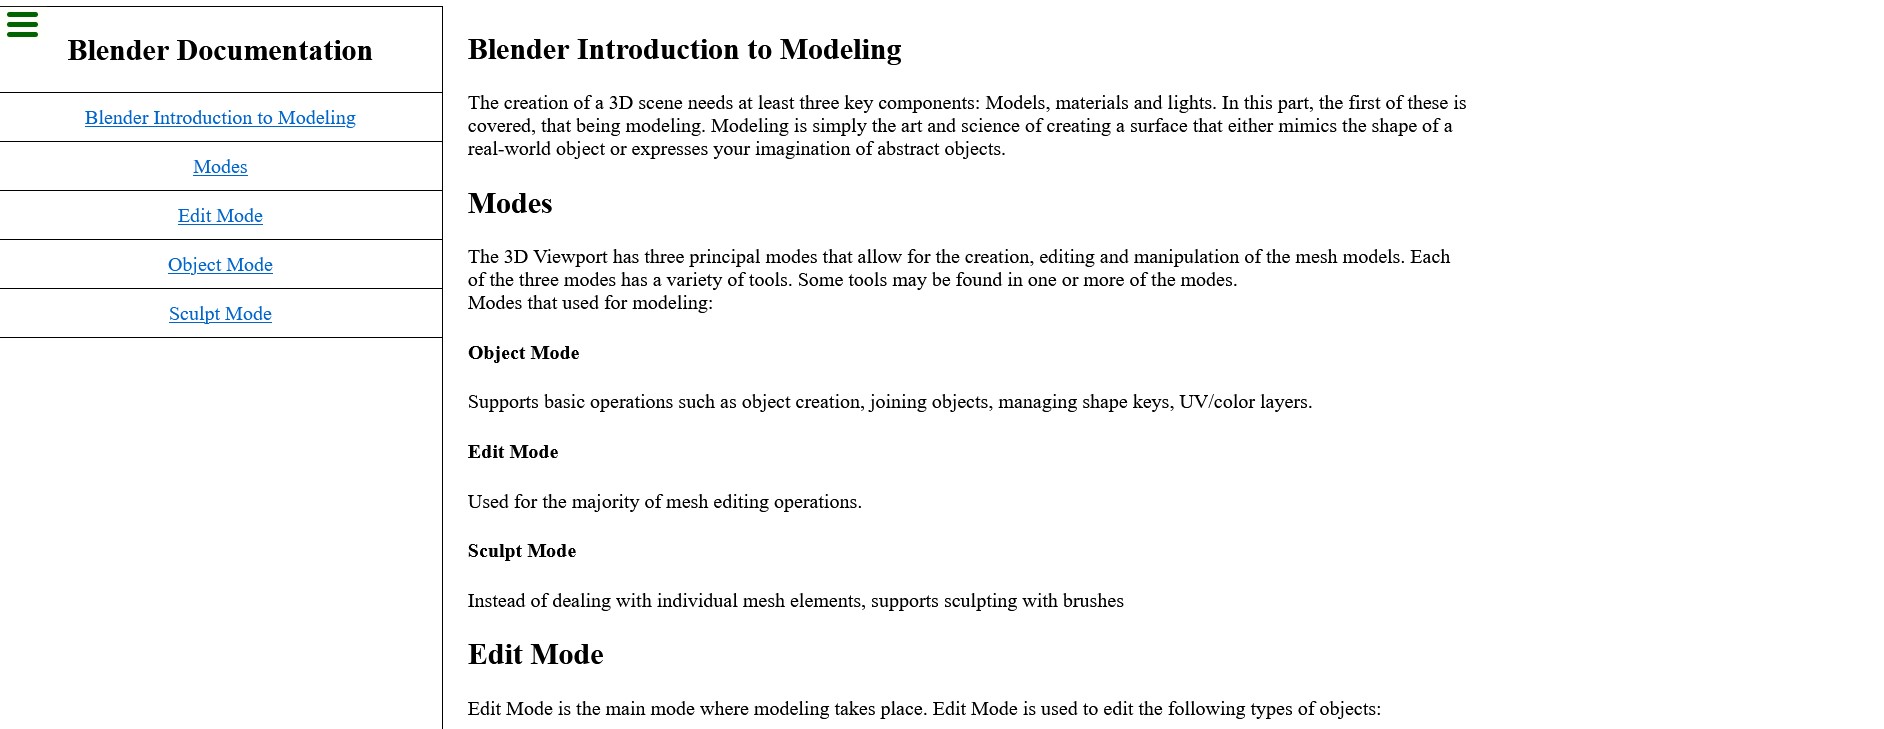 Blender Documentation
Blender Introduction to Modeling
Modes
Edit Mode
Object Mode
Sculpt Mode
Blender Introduction to Modeling
The creation of a 3D scene needs at least three key components: Models, materials and lights. In this part, the first of these is
covered, that being modeling. Modeling is simply the art and science of creating a surface that either mimics the shape of a
real-world object or expresses your imagination of abstract objects.
Modes
The 3D Viewport has three principal modes that allow for the creation, editing and manipulation of the mesh models. Each
of the three modes has a variety of tools. Some tools may be found in one or more of the modes.
Modes that used for modeling:
Object Mode
Supports basic operations such as object creation, joining objects, managing shape keys, UV/color layers.
Edit Mode
Used for the majority of mesh editing operations.
Sculpt Mode
Instead of dealing with individual mesh elements, supports sculpting with brushes
Edit Mode
Edit Mode is the main mode where modeling takes place. Edit Mode is used to edit the following types of objects: